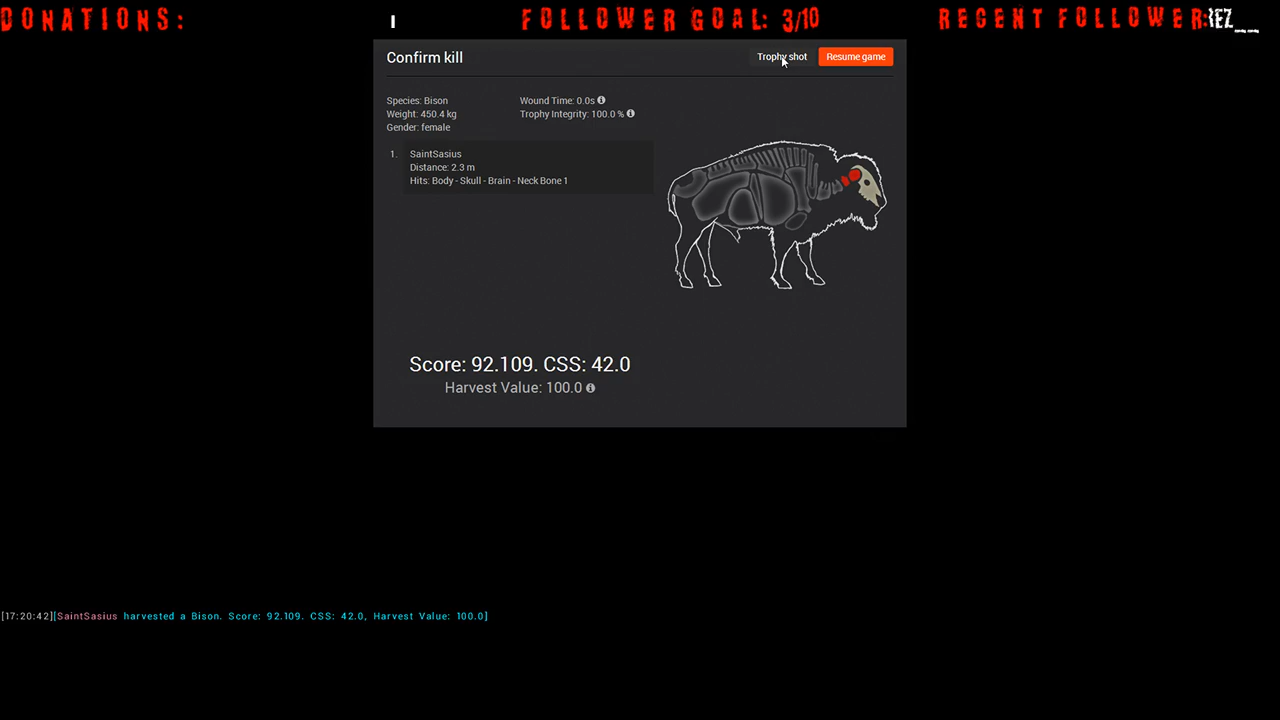 DONATIONS:
FOLLOWER GOAL: 3/10
RECENT FOLLOWER:
Confirm kill
Trophy shot
Resume game
Species: Bison
Weight: 450.4 kg
Gender: female
Wound Time: 0.0s
Trophy Integrity: 100.0 %
1.
SaintSasius
Distance: 2.3 m
Hits: Body - Skull - Brain - Neck Bone 1
Score: 92.109. CSS: 42.0
Harvest Value: 100.0
[17:20:42][SaintSasius harvested a Bison. Score: 92.109. CSS: 42.0, Harvest Value: 100.0]